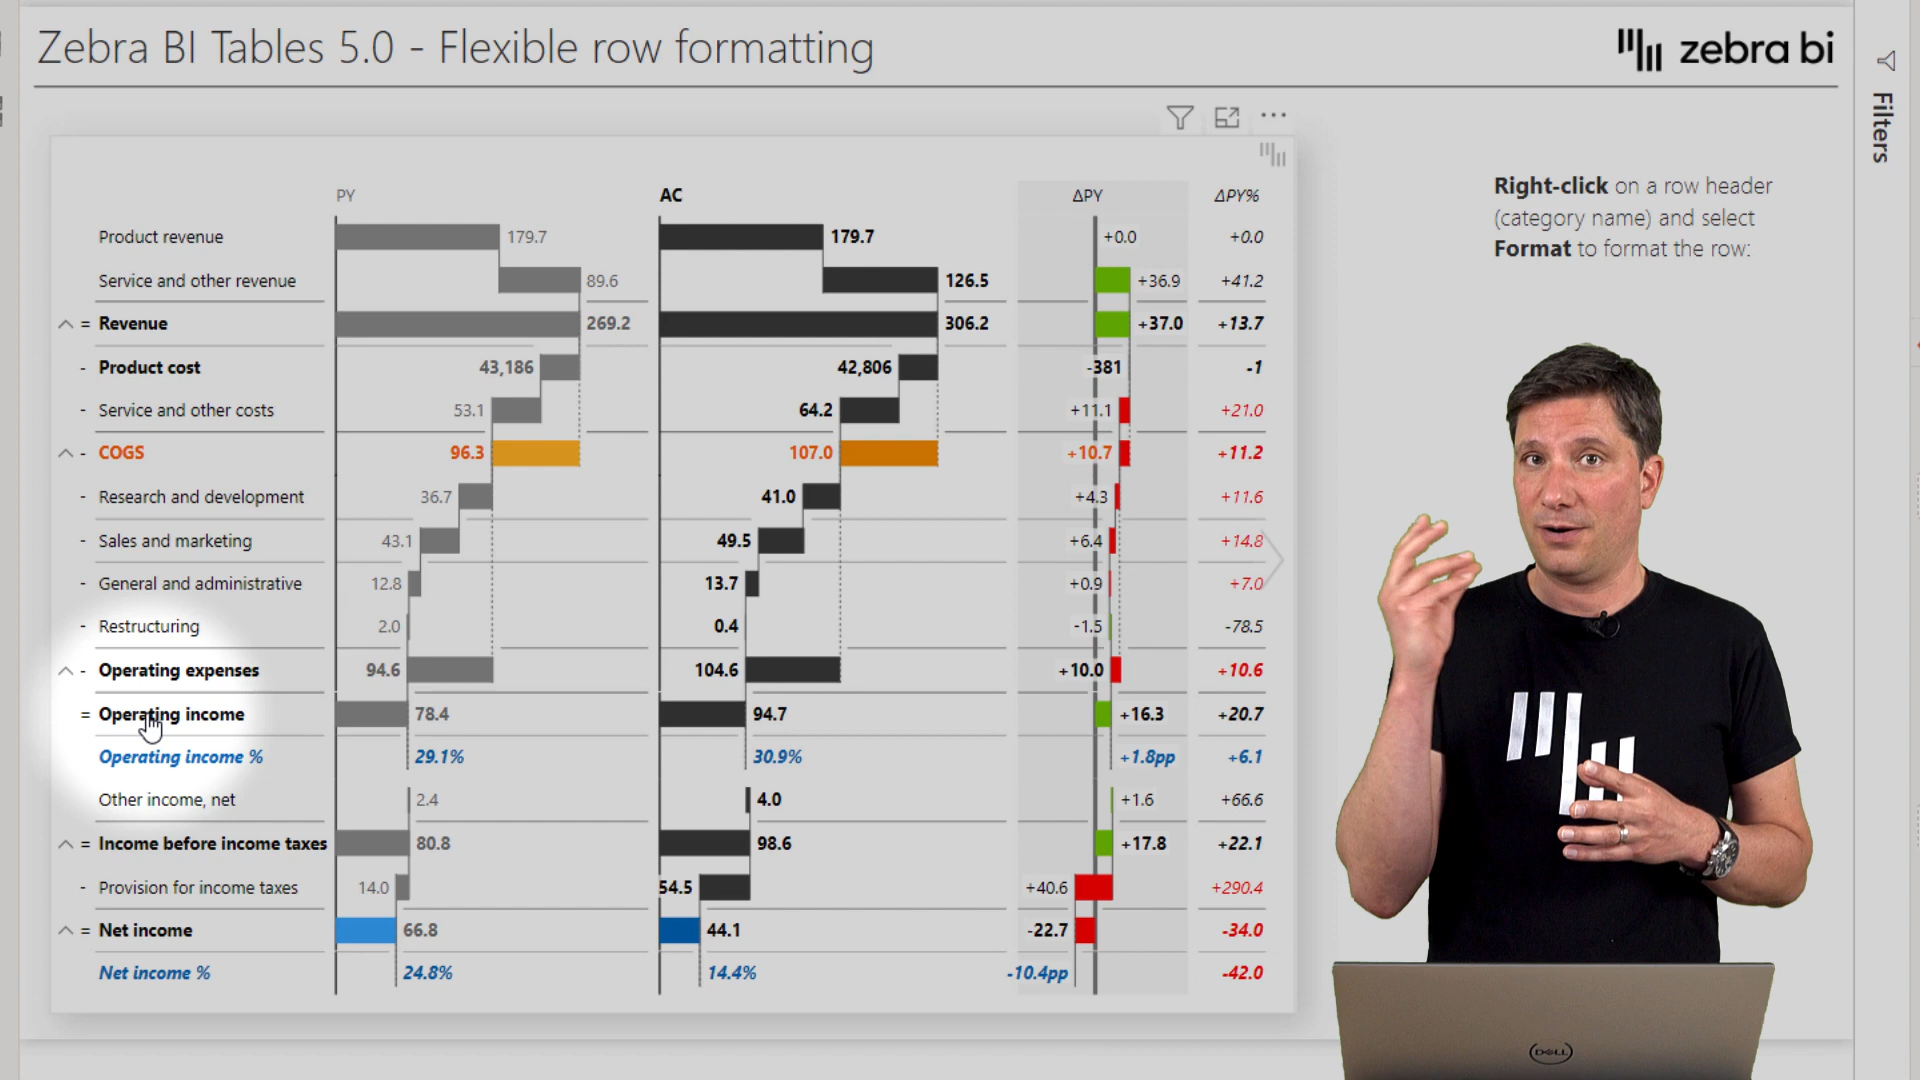 Zebra BI Tables 5.0 - Flexible row formatting
zebra bi
Filters
Right-click on a row header
(category name) and select
Format to format the row:
PY AC ΔPY ΔPY%
Product revenue 179.7 179.7 +0.0 +0.0
Service and other revenue 89.6 126.5 +36.9 +41.2
= Revenue 269.2 306.2 +37.0 +13.7
- Product cost 43,186 42,806 -381 -1
- Service and other costs 53.1 64.2 +11.1 +21.0
- COGS 96.3 107.0 +10.7 +11.2
- Research and development 36.7 41.0 +4.3 +11.6
- Sales and marketing 43.1 49.5 +6.4 +14.8
- General and administrative 12.8 13.7 +0.9 +7.0
- Restructuring 2.0 0.4 -1.5 -78.5
- Operating expenses 94.6 104.6 +10.0 +10.6
= Operating income 78.4 94.7 +16.3 +20.7
Operating income % 29.1% 30.9% +1.8pp +6.1
Other income, net 2.4 4.0 +1.6 +66.6
= Income before income taxes 80.8 98.6 +17.8 +22.1
- Provision for income taxes 14.0 54.5 +40.6 +290.4
= Net income 66.8 44.1 -22.7 -34.0
Net income % 24.8% 14.4% -10.4pp -42.0
DELL